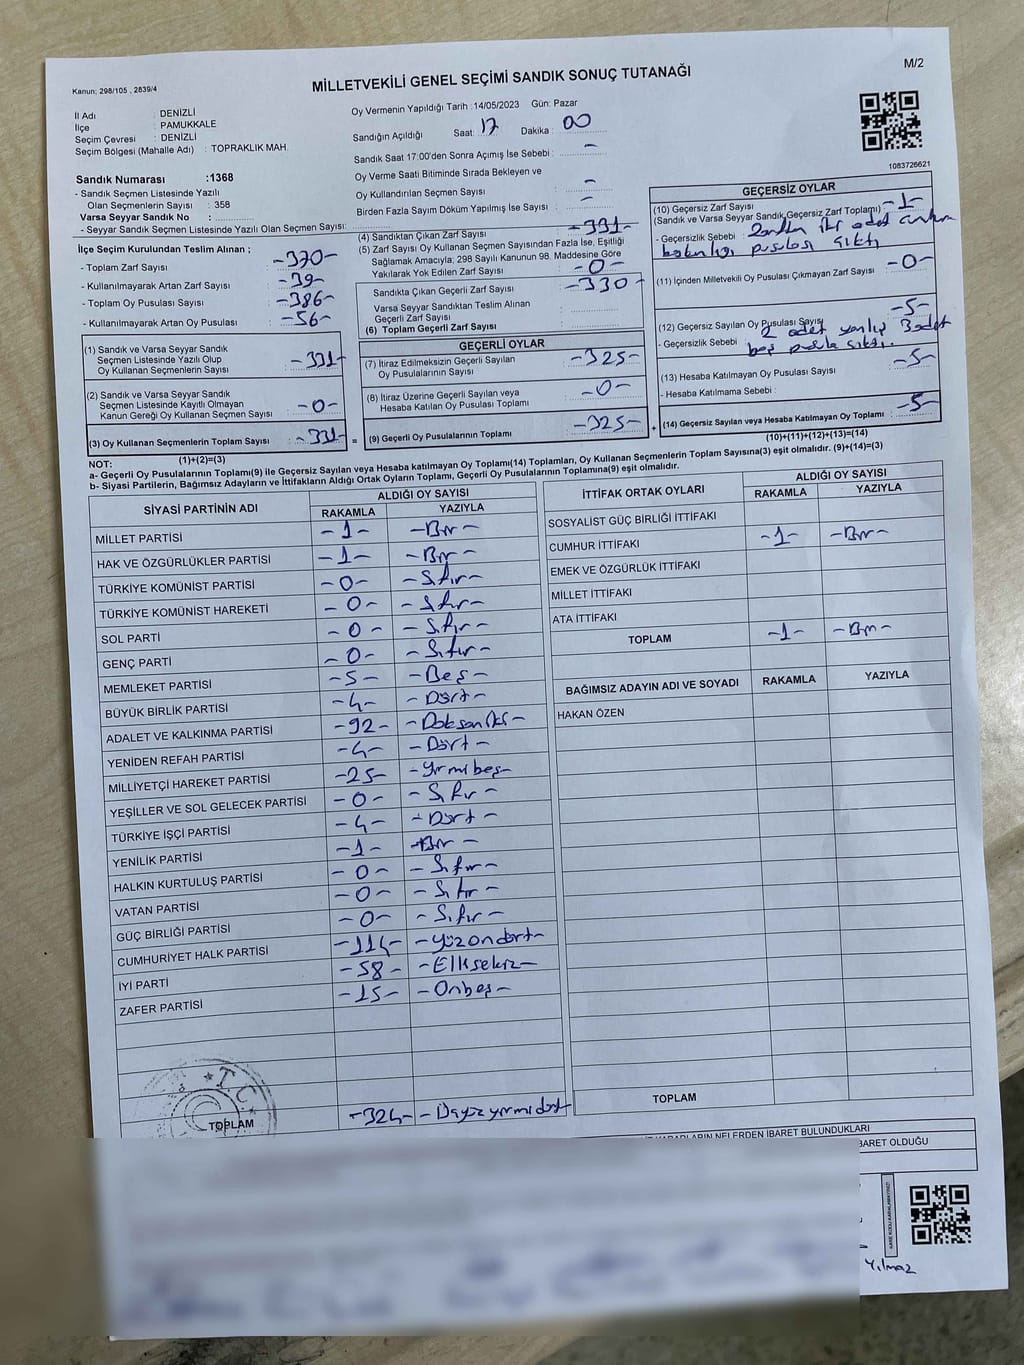 Kanun: 298/105 , 2839/4
MİLLETVEKİLİ GENEL SEÇİMİ SANDIK SONUÇ TUTANAĞI
M/2
İl Adı : DENİZLİ
İlçe : PAMUKKALE
Seçim Çevresi : DENİZLİ
Seçim Bölgesi (Mahalle Adı) : TOPRAKLIK MAH.
Sandık Numarası :1368
- Sandık Seçmen Listesinde Yazılı
Olan Seçmenlerin Sayısı : 358
Varsa Seyyar Sandık No :
- Seyyar Sandık Seçmen Listesinde Yazılı Olan Seçmen Sayısı:
Oy Vermenin Yapıldığı Tarih :14/05/2023 Gün: Pazar
Sandığın Açıldığı Saat: 17 Dakika : 00
Sandık Saat 17:00'den Sonra Açımış İse Sebebi : -
Oy Verme Saati Bitiminde Sırada Bekleyen ve
Oy Kullandırılan Seçmen Sayısı : -
Birden Fazla Sayım Döküm Yapılmış İse Sayısı : -
1083726621
İlçe Seçim Kurulundan Teslim Alınan ;
- Toplam Zarf Sayısı : -370-
- Kullanılmayarak Artan Zarf Sayısı : -39-
- Toplam Oy Pusulası Sayısı : -386-
- Kullanılmayarak Artan Oy Pusulası : -56-
(1) Sandık ve Varsa Seyyar Sandık
Seçmen Listesinde Yazılı Olup
Oy Kullanan Seçmenlerin Sayısı : -331-
(2) Sandık ve Varsa Seyyar Sandık
Seçmen Listesinde Kayıtlı Olmayan
Kanun Gereği Oy Kullanan Seçmen Sayısı : -0-
(3) Oy Kullanan Seçmenlerin Toplam Sayısı : -331- =
(1)+(2)=(3)
(4) Sandıktan Çıkan Zarf Sayısı : -331-
(5) Zarf Sayısı Oy Kullanan Seçmen Sayısından Fazla İse, Eşitliği
Sağlamak Amacıyla; 298 Sayılı Kanunun 98. Maddesine Göre
Yakılarak Yok Edilen Zarf Sayısı : -0-
Sandıkta Çıkan Geçerli Zarf Sayısı : -330-
Varsa Seyyar Sandıktan Teslim Alınan
Geçerli Zarf Sayısı :
(6) Toplam Geçerli Zarf Sayısı :
GEÇERLİ OYLAR
(7) İtiraz Edilmeksizin Geçerli Sayılan
Oy Pusulalarının Sayısı : -325-
(8) İtiraz Üzerine Geçerli Sayılan veya
Hesaba Katılan Oy Pusulası Toplamı : -0-
(9) Geçerli Oy Pusulalarının Toplamı : -325- +
GEÇERSİZ OYLAR
(10) Geçersiz Zarf Sayısı : -1-
(Sandık ve Varsa Seyyar Sandık Geçersiz Zarf Toplamı)
- Geçersizlik Sebebi iki adet
pusulası çıktı
(11) İçinden Milletvekili Oy Pusulası Çıkmayan Zarf Sayısı : -0-
(12) Geçersiz Sayılan Oy Pusulası Sayısı : -5-
- Geçersizlik Sebebi : 2 adet yanlış 3 adet
boş pusula çıktı.
(13) Hesaba Katılmayan Oy Pusulası Sayısı : -5-
- Hesaba Katılmama Sebebi :
(14) Geçersiz Sayılan veya Hesaba Katılmayan Oy Toplamı : -5-
(10)+(11)+(12)+(13)=(14)
NOT:
a- Geçerli Oy Pusulalarının Toplamı(9) ile Geçersiz Sayılan veya Hesaba katılmayan Oy Toplamı(14) Toplamları, Oy Kullanan Seçmenlerin Toplam Sayısına(3) eşit olmalıdır. (9)+(14)=(3)
b- Siyasi Partilerin, Bağımsız Adayların ve İttifakların Aldığı Ortak Oyların Toplamı, Geçerli Oy Pusulalarının Toplamına(9) eşit olmalıdır.
SİYASİ PARTİNİN ADI ALDIĞI OY SAYISI
RAKAMLA YAZIYLA
MİLLET PARTİSİ -1- -Bir-
HAK VE ÖZGÜRLÜKLER PARTİSİ -1- -Bir-
TÜRKİYE KOMÜNİST PARTİSİ -0- -Sıfır-
TÜRKİYE KOMÜNİST HAREKETİ -0- -Sıfır-
SOL PARTİ -0- -Sıfır-
GENÇ PARTİ -0- -Sıfır-
MEMLEKET PARTİSİ -5- -Beş-
BÜYÜK BİRLİK PARTİSİ -4- -Dört-
ADALET VE KALKINMA PARTİSİ -92- -Doksaniki-
YENİDEN REFAH PARTİSİ -4- -Dört-
MİLLİYETÇİ HAREKET PARTİSİ -25- -Yirmibeş-
YEŞİLLER VE SOL GELECEK PARTİSİ -0- -Sıfır-
TÜRKİYE İŞÇİ PARTİSİ -4- -Dört-
YENİLİK PARTİSİ -1- -Bir-
HALKIN KURTULUŞ PARTİSİ -0- -Sıfır-
VATAN PARTİSİ -0- -Sıfır-
GÜÇ BİRLİĞİ PARTİSİ -0- -Sıfır-
CUMHURİYET HALK PARTİSİ -114- -Yüzondört-
İYİ PARTİ -58- -Ellisekiz-
ZAFER PARTİSİ -15- -Onbeş-
T.C.
TOPLAM -324- -Üçyüzyirmidört-
İTTİFAK ORTAK OYLARI ALDIĞI OY SAYISI
RAKAMLA YAZIYLA
SOSYALİST GÜÇ BİRLİĞİ İTTİFAKI
CUMHUR İTTİFAKI -1- -Bir-
EMEK VE ÖZGÜRLÜK İTTİFAKI
MİLLET İTTİFAKI
ATA İTTİFAKI
TOPLAM -1- -Bir-
BAĞIMSIZ ADAYIN ADI VE SOYADI RAKAMLA YAZIYLA
HAKAN ÖZEN
TOPLAM
NELERDEN İBARET BULUNDUKLARI
BARET OLDUĞU
Yılmaz